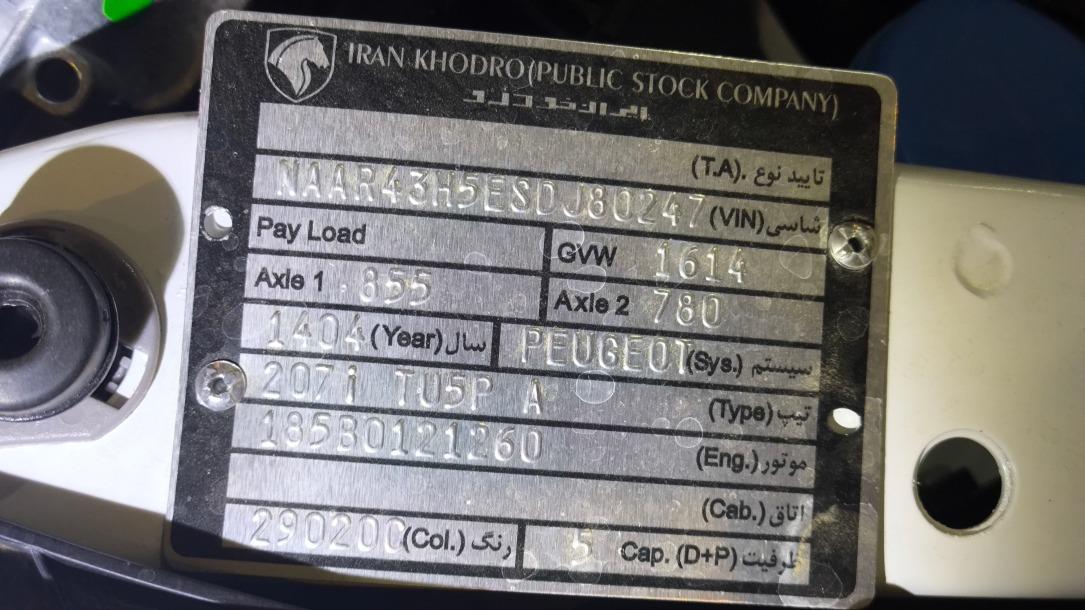 IRAN KHODRO (PUBLIC STOCK COMPANY)
ایران خودرو
تایید نوع .(T.A)
NAAR43H5ESDJ80247 شاسی(VIN)
Pay Load GVW 1614
Axle 1 855 Axle 2 780
1404 سال(Year) PEUGEOT سیستم (Sys.)
207i TU5P A تیپ(Type)
185B0121260 موتور(Eng.)
اتاق(Cab.)
290200 رنگ(Col.) 5 ظرفیت Cap. (D+P)